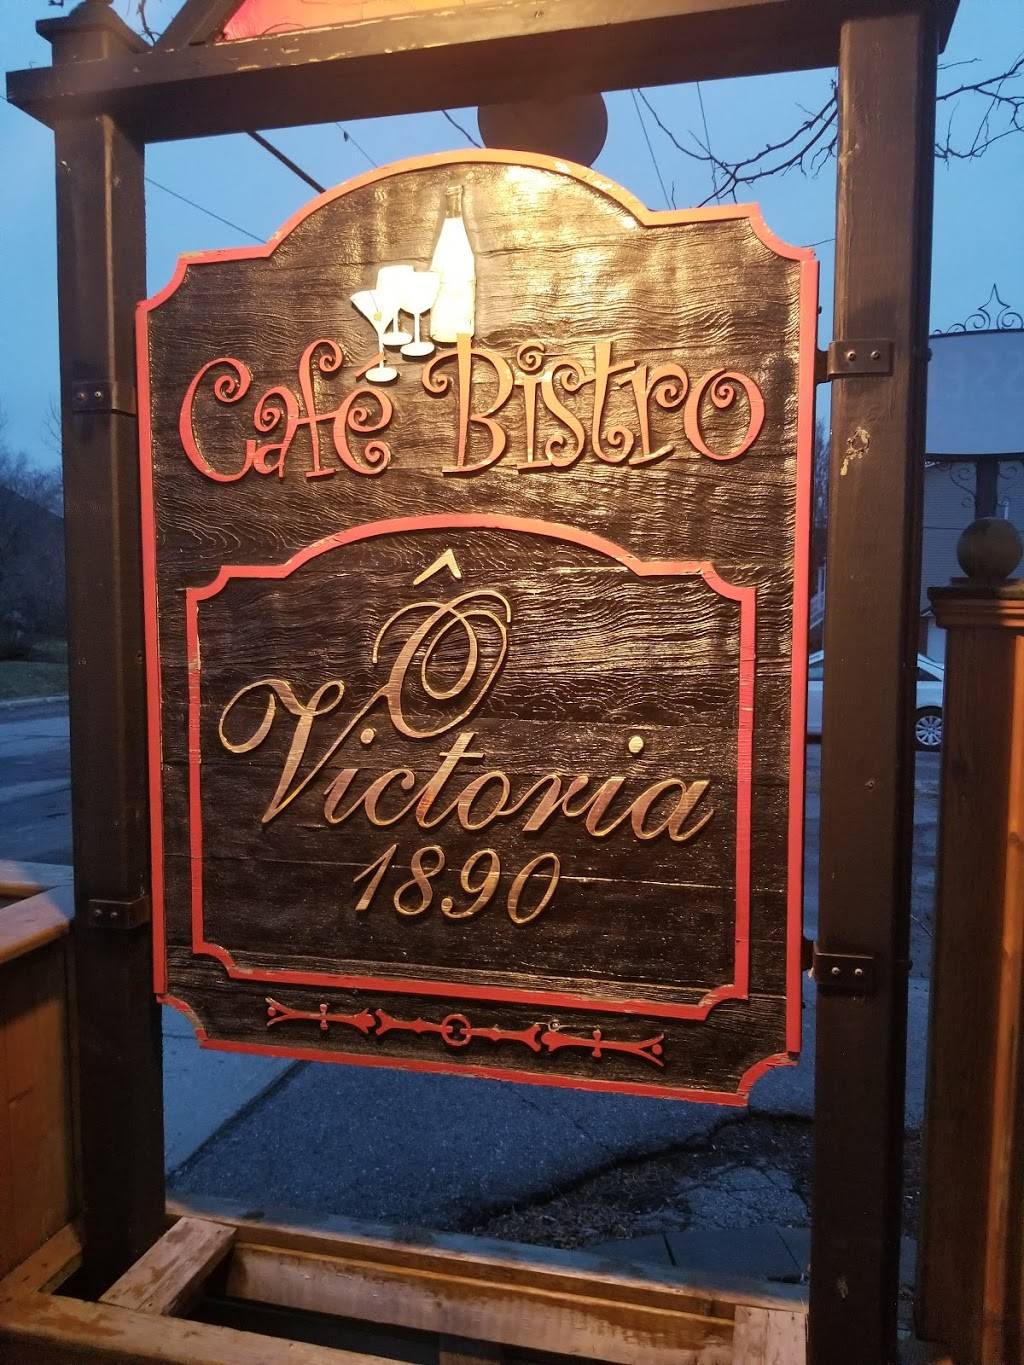 Café Bistro
Ô
Victoria
1890